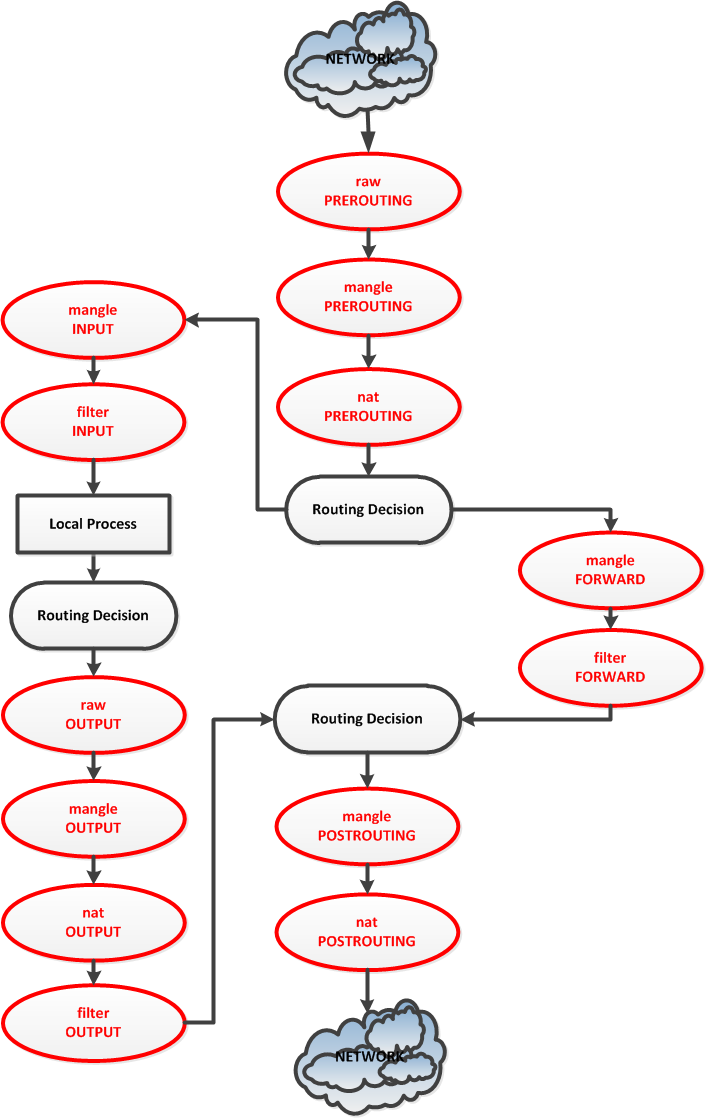 NETWORK
raw
PREROUTING
mangle
PREROUTING
nat
PREROUTING
Routing Decision
mangle
INPUT
filter
INPUT
Local Process
Routing Decision
raw
OUTPUT
mangle
OUTPUT
nat
OUTPUT
filter
OUTPUT
mangle
FORWARD
filter
FORWARD
Routing Decision
mangle
POSTROUTING
nat
POSTROUTING
NETWORK